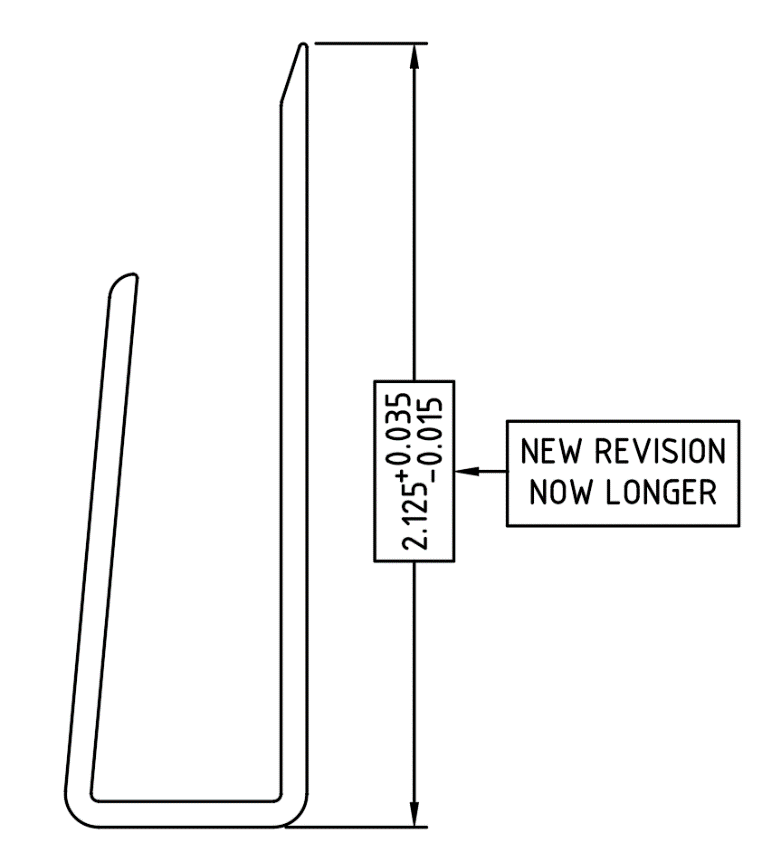 2.125+0.035
-0.015
NEW REVISION
NOW LONGER